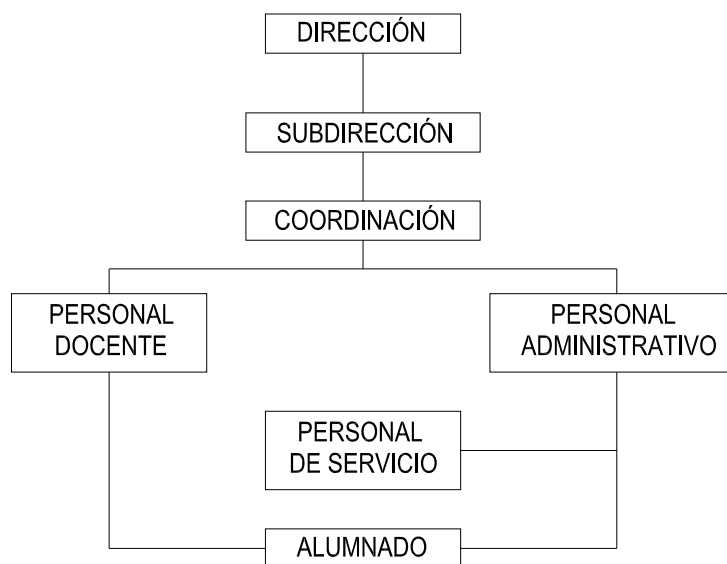 DIRECCIÓN
SUBDIRECCIÓN
COORDINACIÓN
PERSONAL
DOCENTE
PERSONAL
ADMINISTRATIVO
PERSONAL
DE SERVICIO
ALUMNADO